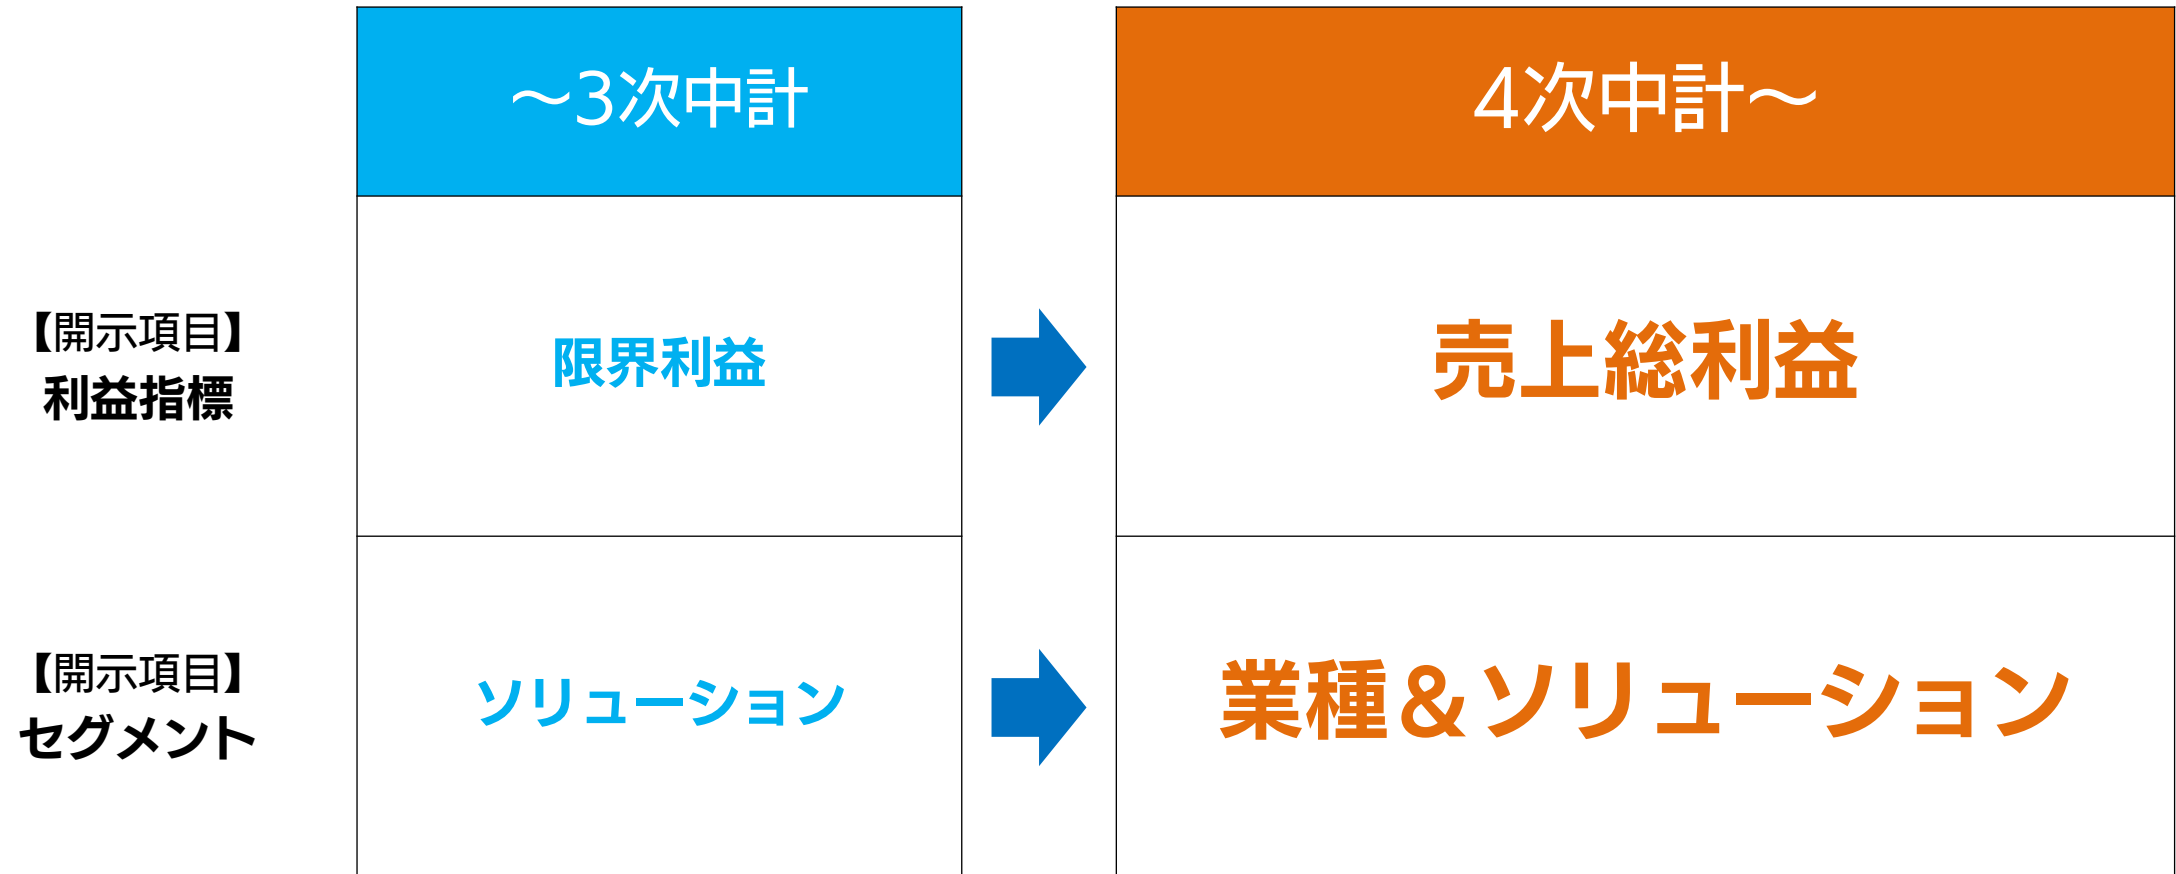 ～3次中計
4次中計～
【開示項目】
利益指標
限界利益
売上総利益
【開示項目】
セグメント
ソリューション
業種＆ソリューション